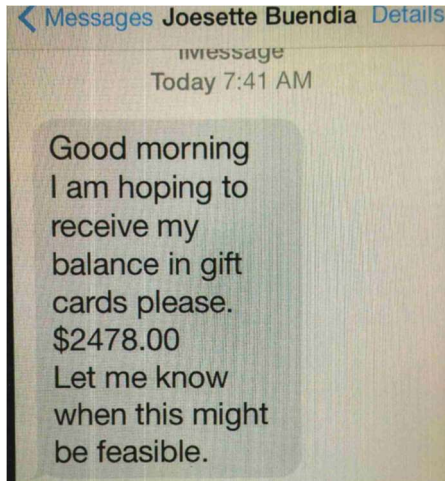 Messages Joesette Buendia Details
iMessage
Today 7:41 AM
Good morning
I am hoping to
receive my
balance in gift
cards please.
$2478.00
Let me know
when this might
be feasible.